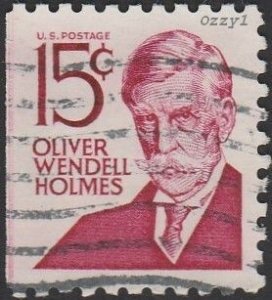 ozzy1
U.S. POSTAGE
15¢
OLIVER
WENDELL
HOLMES